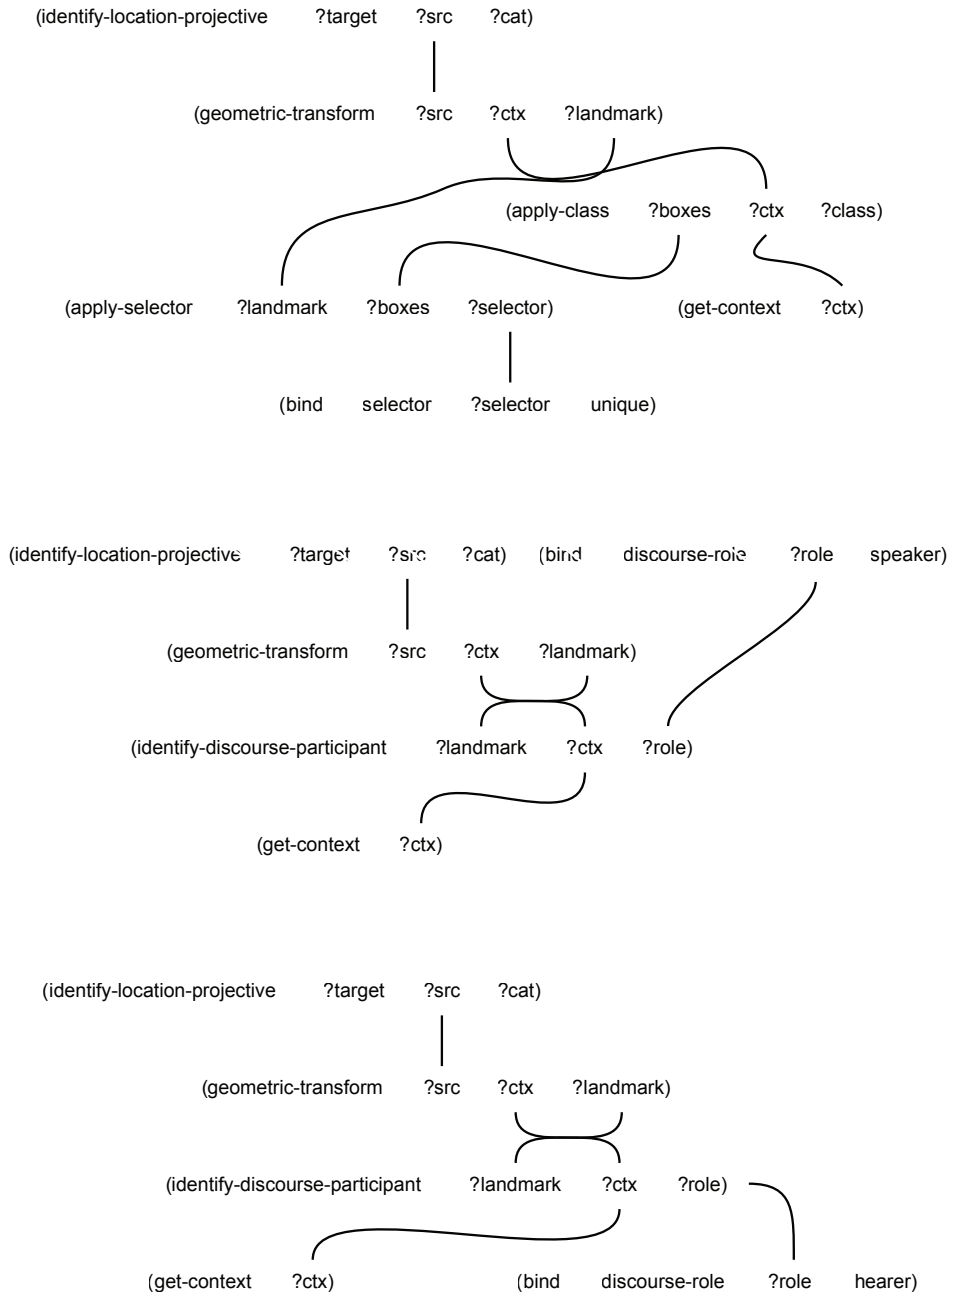 (identify-location-projective ?target ?src ?cat)
(geometric-transform ?src ?ctx ?landmark)
(apply-class ?boxes ?ctx ?class)
(apply-selector ?landmark ?boxes ?selector) (get-context ?ctx)
(bind selector ?selector unique)
(identify-location-projective ?target ?src ?cat) (bind discourse-role ?role speaker)
(geometric-transform ?src ?ctx ?landmark)
(identify-discourse-participant ?landmark ?ctx ?role)
(get-context ?ctx)
(identify-location-projective ?target ?src ?cat)
(geometric-transform ?src ?ctx ?landmark)
(identify-discourse-participant ?landmark ?ctx ?role)
(get-context ?ctx) (bind discourse-role ?role hearer)